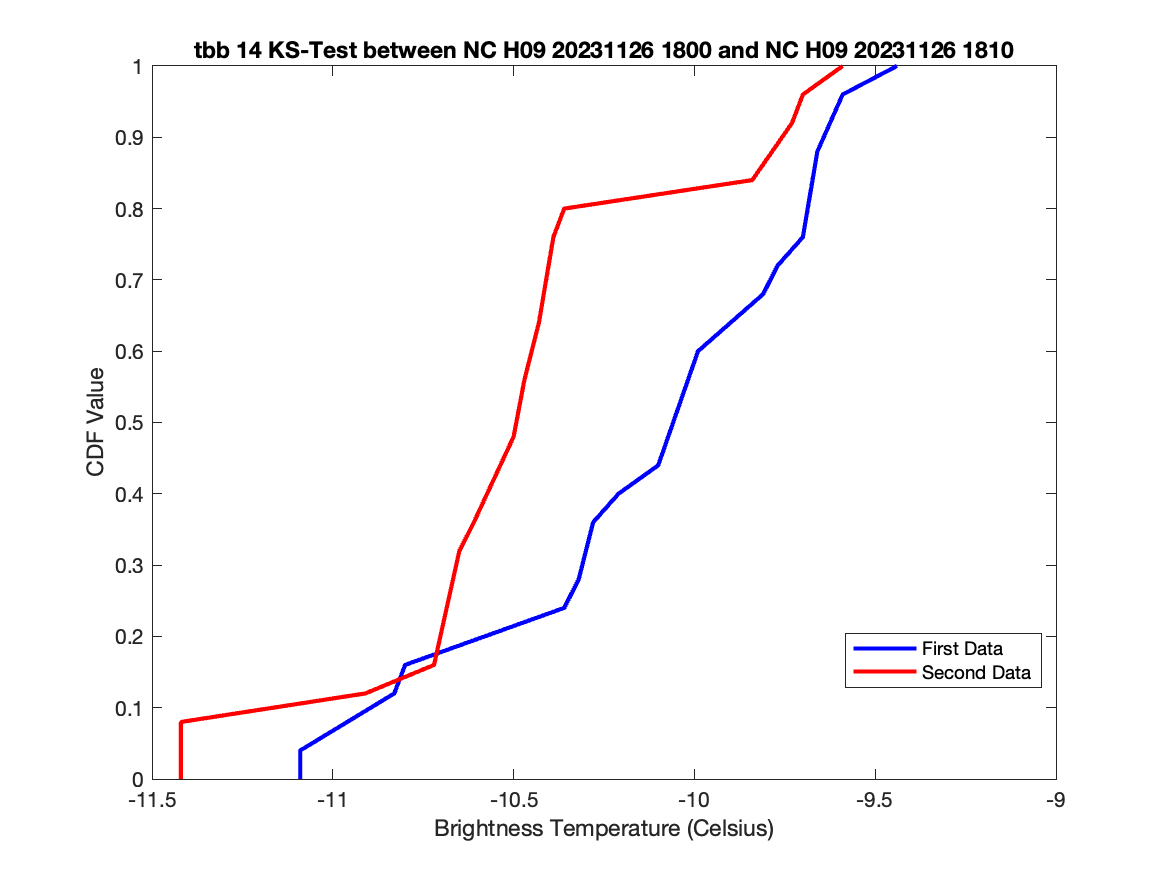 tbb 14 KS-Test between NC H09 20231126 1800 and NC H09 20231126 1810
1
0.9
0.8
0.7
0.6
0.5
0.4
0.3
0.2
0.1
0
CDF Value
First Data
Second Data
-11.5 -11 -10.5 -10 -9.5 -9
Brightness Temperature (Celsius)